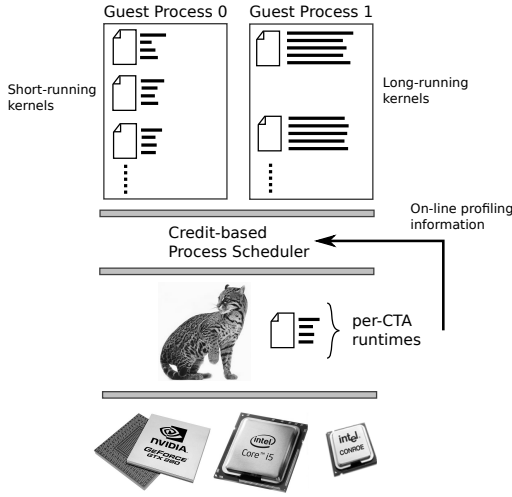 Guest Process 0
Guest Process 1
Short-running
kernels
Long-running
kernels
On-line profiling
information
Credit-based
Process Scheduler
per-CTA
runtimes
NVIDIA.
GEFORCE
GTX 280
intel
Core™ i5
intel
CONROE